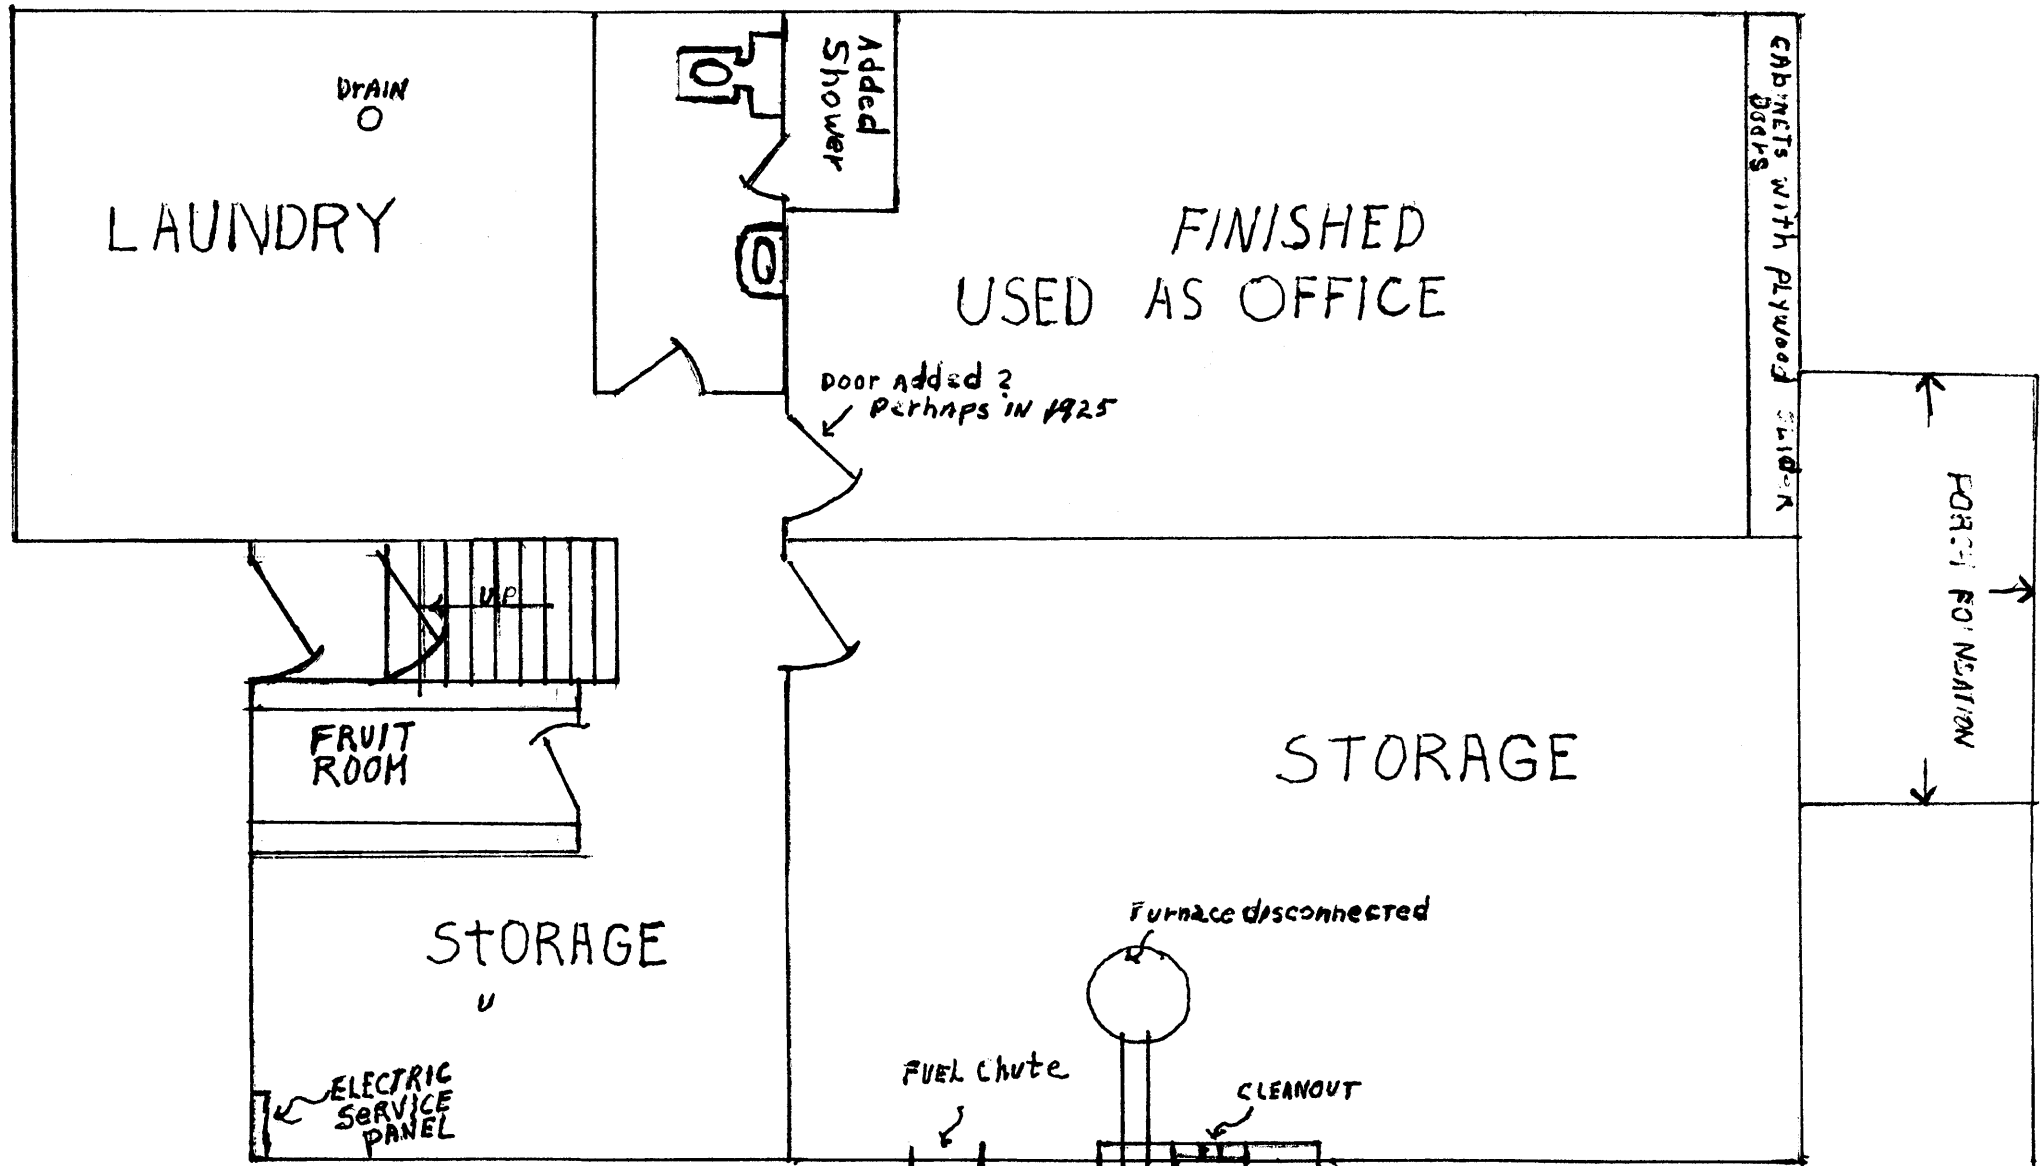 DrAIN
LAUNDRY
Added
Shower
FINISHED
USED AS OFFICE
CAbINETs with PLYWOOD
Doors
Door Added ?
Perhaps in 1925
UP
FRUIT
ROOM
STORAGE
PORCH
STORAGE
U
Furnace disconnected
ELECTRIC
SERVICE
PANEL
FUEL Chute
CLEANOUT